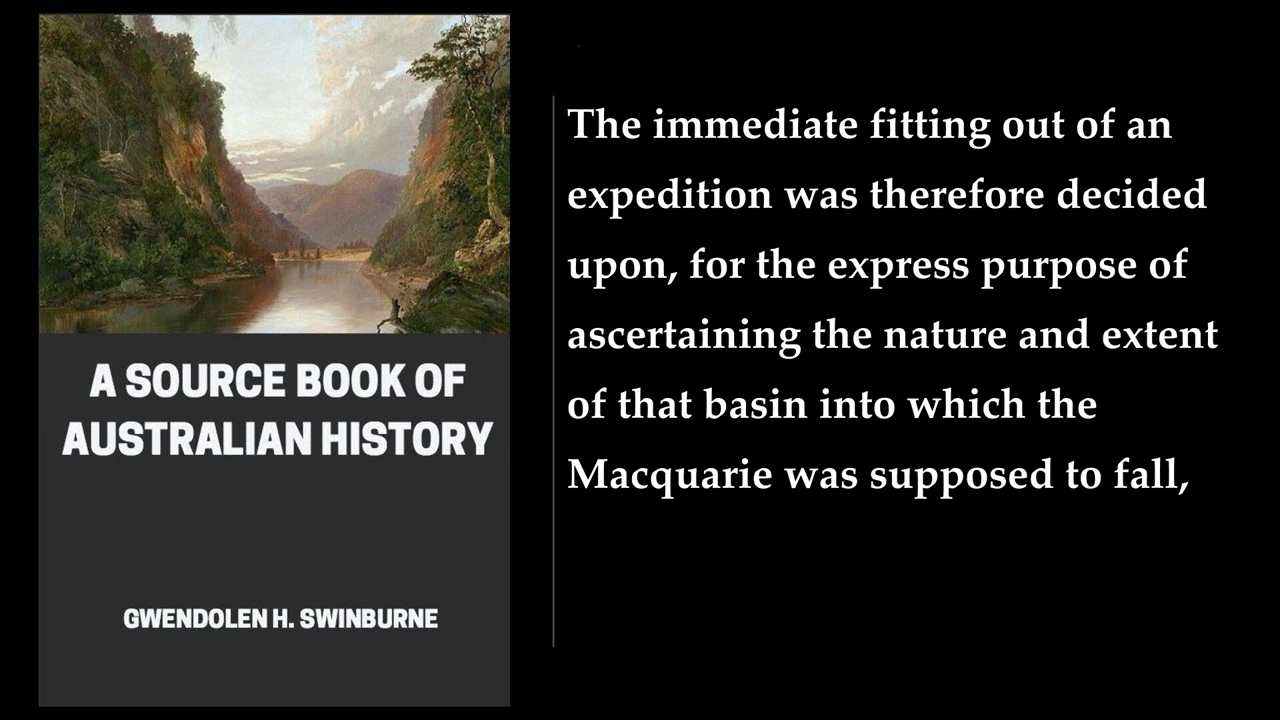 A SOURCE BOOK OF
AUSTRALIAN HISTORY
GWENDOLEN H. SWINBURNE
The immediate fitting out of an
expedition was therefore decided
upon, for the express purpose of
ascertaining the nature and extent
of that basin into which the
Macquarie was supposed to fall,